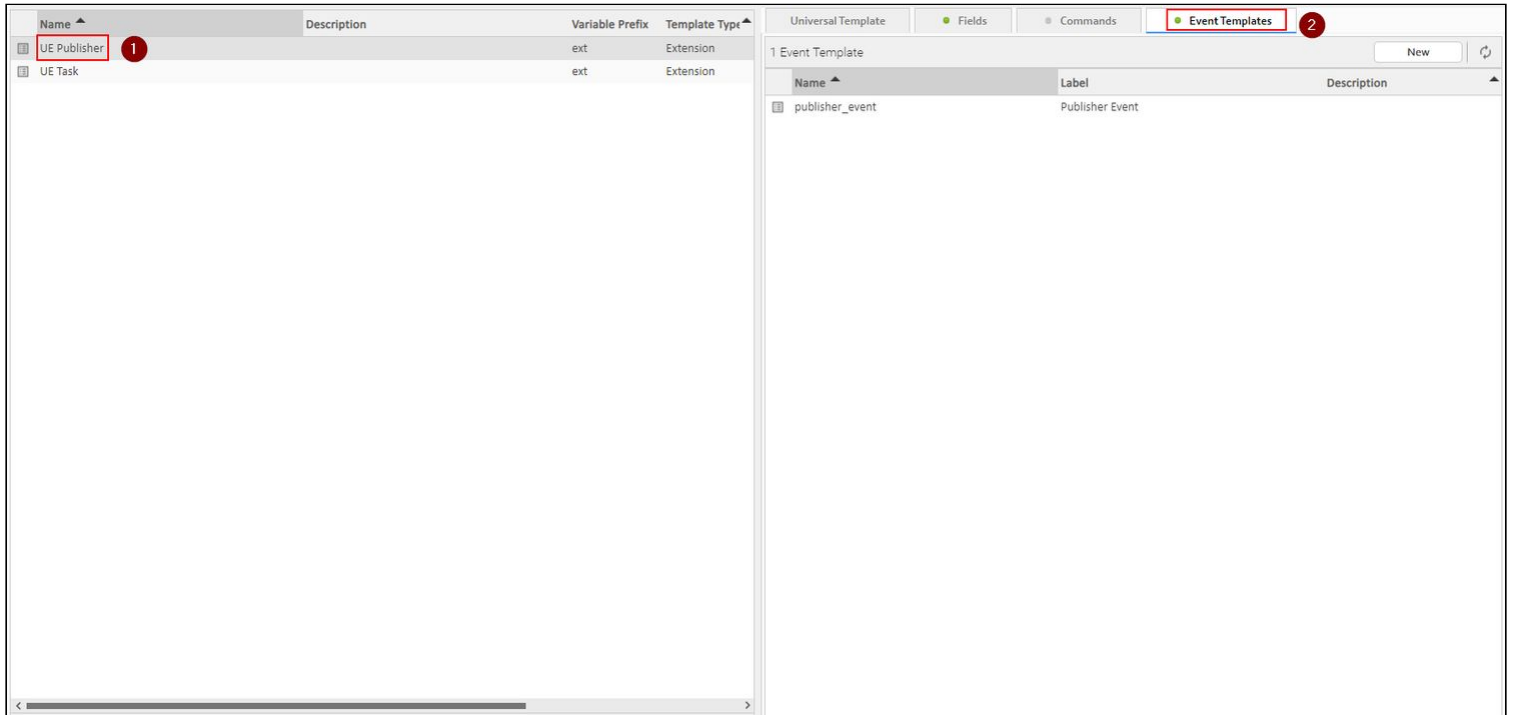 Name Description Variable Prefix Template Type
UE Publisher 1 ext Extension
UE Task ext Extension
Universal Template Fields Commands Event Templates 2
1 Event Template New
Name Label Description
publisher_event Publisher Event